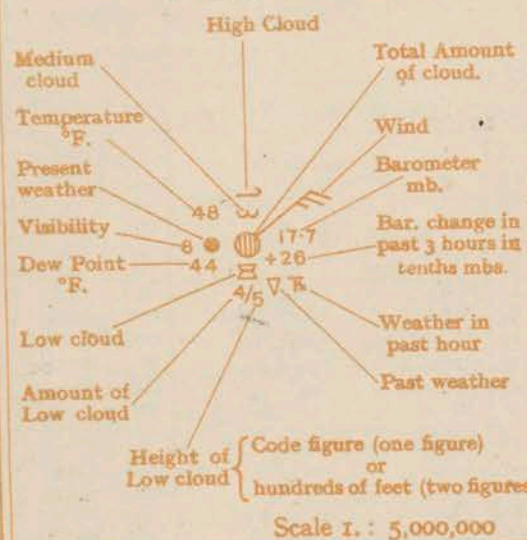 High Cloud
Medium
cloud
Total Amount
of cloud.
Temperature
°F.
Wind
Present
weather
Barometer
mb.
48
Visibility
8
17.7
Bar. change in
past 3 hours in
tenths mbs.
+26
Dew Point
°F.
44
4/5
Low cloud
Weather in
past hour
Amount of
Low cloud
Past weather
Height of
Low cloud
Code figure (one figure)
or
hundreds of feet (two figures
Scale 1. : 5,000,000